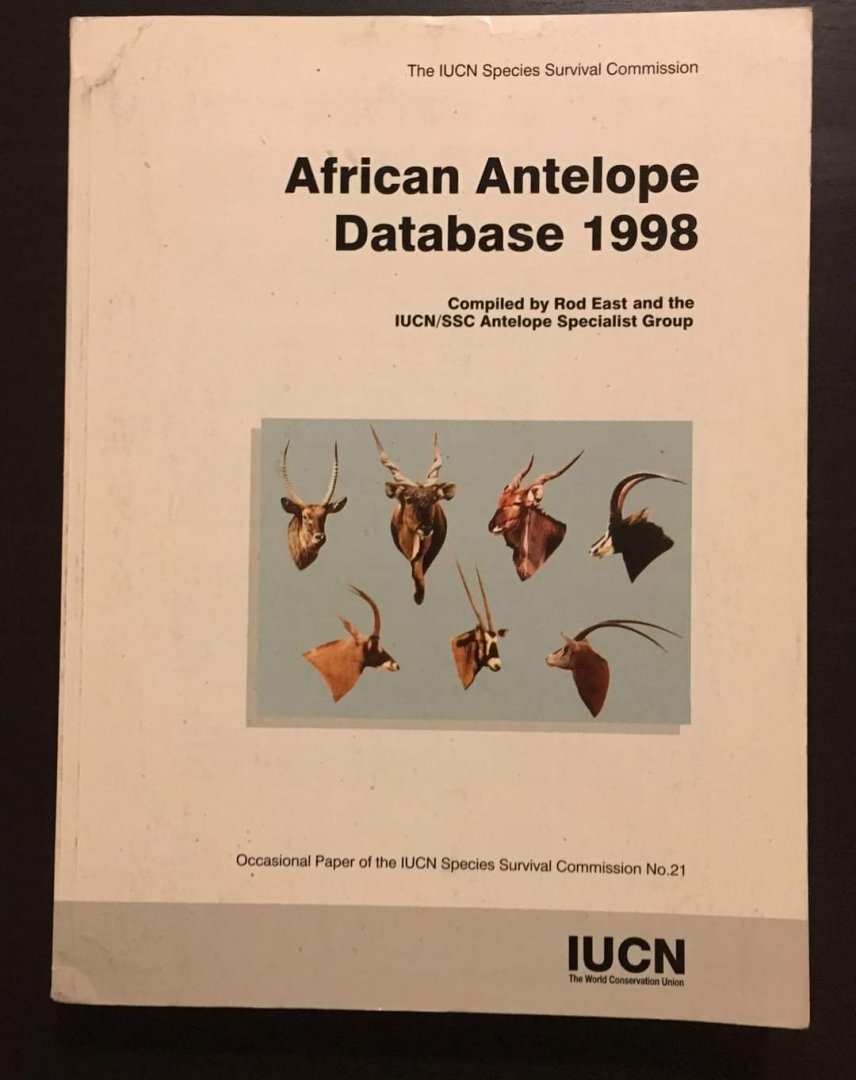 The IUCN Species Survival Commission
African Antelope
Database 1998
Compiled by Rod East and the
IUCN/SSC Antelope Specialist Group
Occasional Paper of the IUCN Species Survival Commission No.21
IUCN
The World Conservation Union